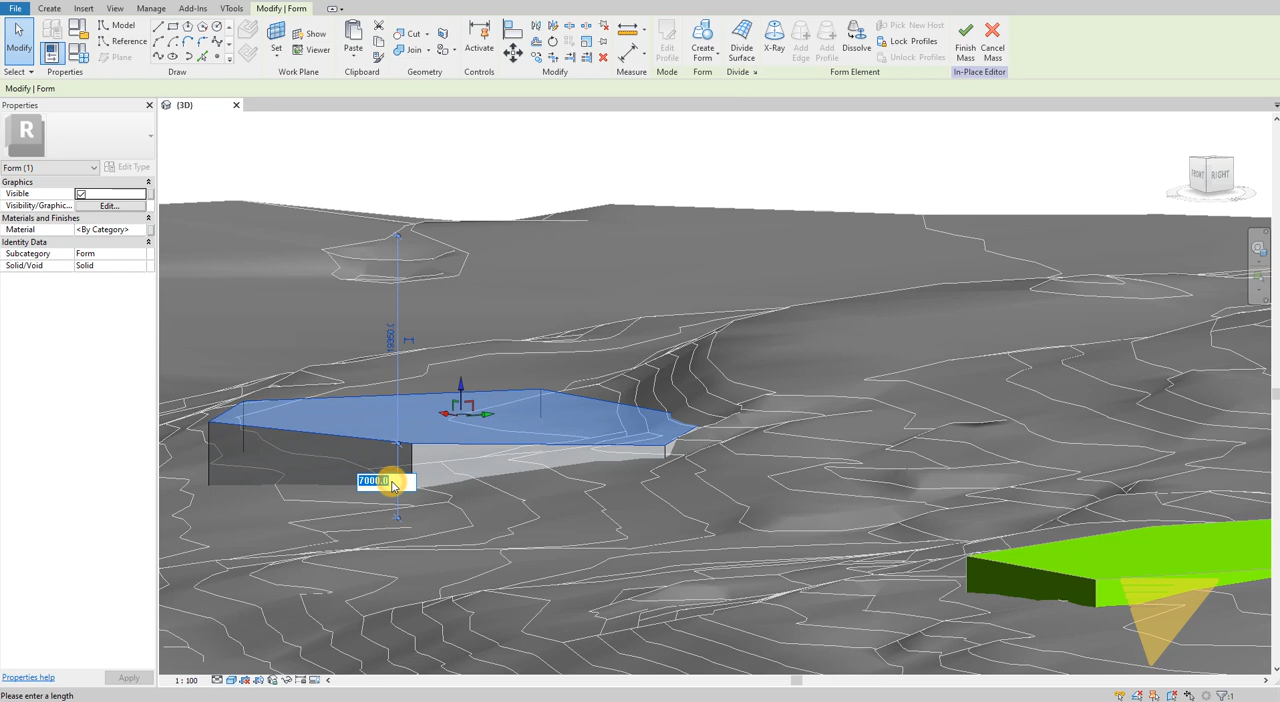 File Create Insert View Manage Add-Ins VTools Modify | Form
Modify
Select
Properties
Model
Reference
Plane
Draw
Set
Show
Viewer
Work Plane
Paste
Clipboard
Cut
Join
Geometry
Activate
Controls
Modify
Measure
Edit Profile
Mode
Create Form
Form
Divide Surface
Divide
X-Ray
Add Edge
Add Profile
Dissolve
Pick New Host
Lock Profiles
Unlock Profiles
Form Element
Finish Mass
Cancel Mass
In-Place Editor
Modify | Form
Properties
(3D)
R
Form (1)
Edit Type
Graphics
Visible
Visibility/Graphic... Edit...
Materials and Finishes
Material <By Category>
Identity Data
Subcategory Form
Solid/Void Solid
FRONT RIGHT
19350.0
7000.0
Properties help
Apply
1 : 100
Please enter a length
:1